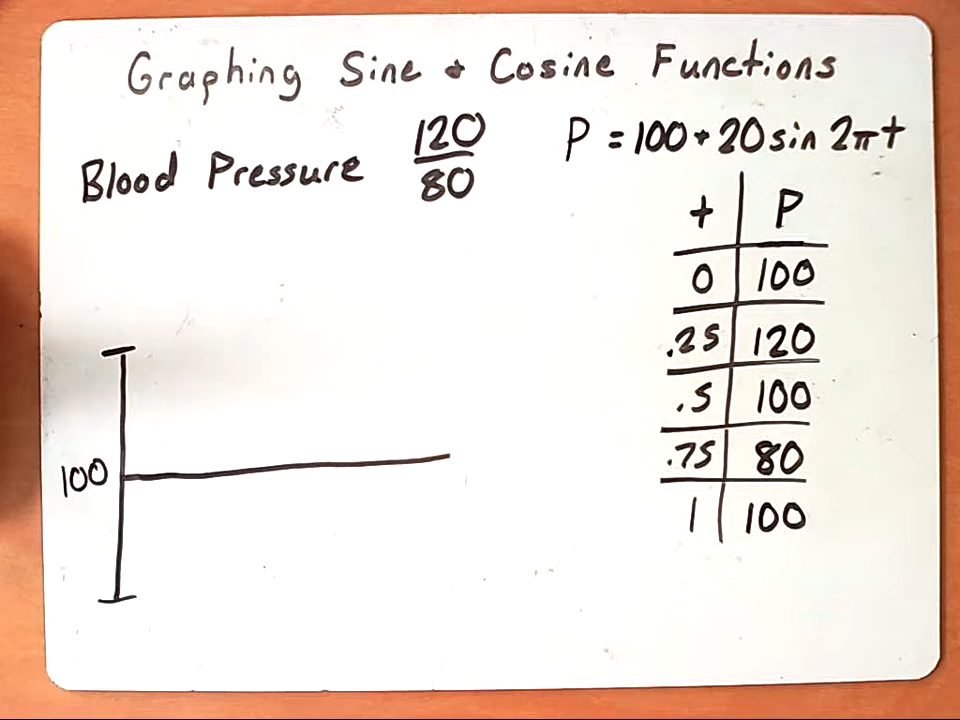 Graphing Sine & Cosine Functions
Blood Pressure 120/80
P = 100 + 20 sin 2πt
t P
0 100
.25 120
.5 100
.75 80
1 100
100